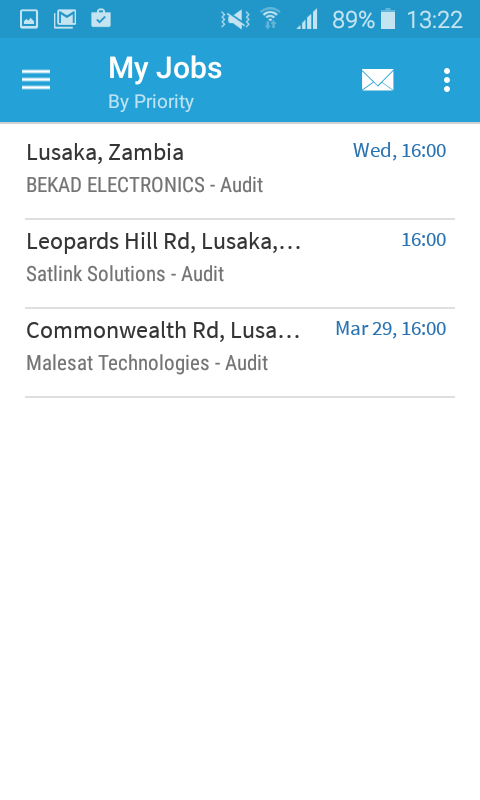 89% 13:22
My Jobs
By Priority
Lusaka, Zambia Wed, 16:00
BEKAD ELECTRONICS - Audit
Leopards Hill Rd, Lusaka,... 16:00
Satlink Solutions - Audit
Commonwealth Rd, Lusa... Mar 29, 16:00
Malesat Technologies - Audit